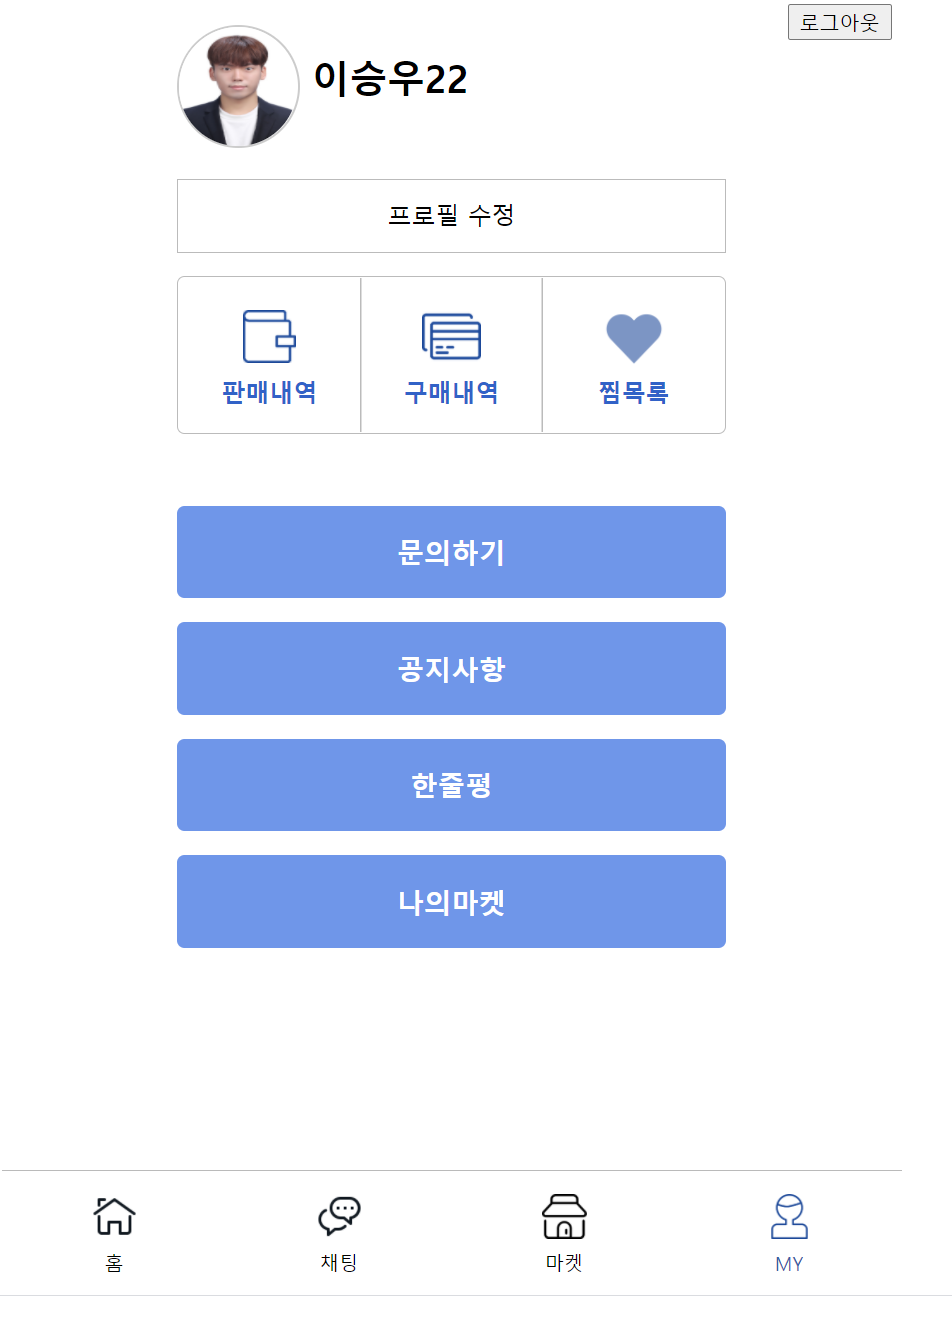 로그아웃
이승우22
프로필 수정
판매내역
구매내역
찜목록
문의하기
공지사항
한줄평
나의마켓
홈
채팅
마켓
MY